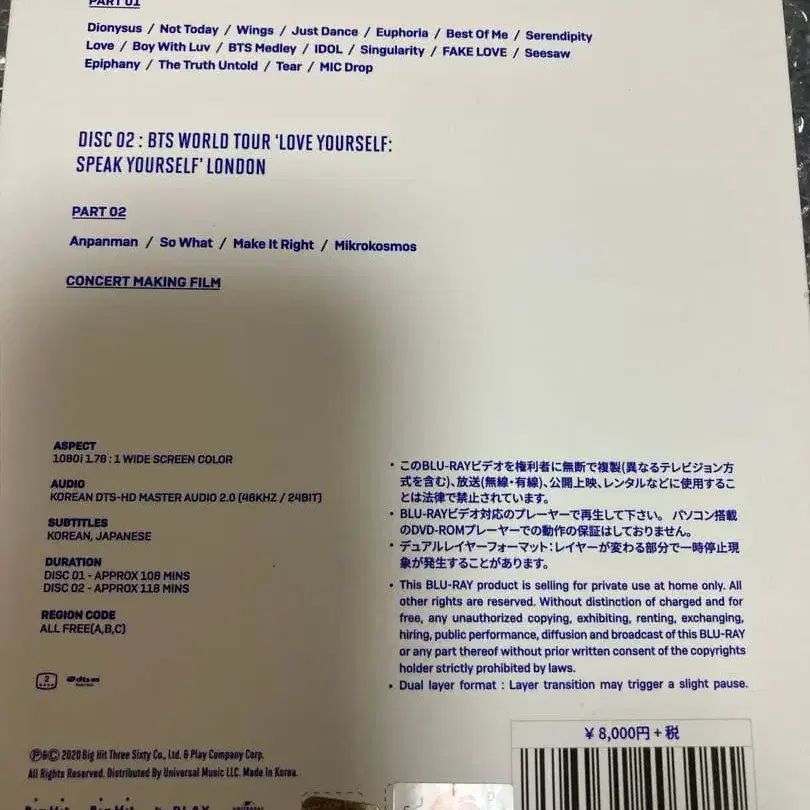 PART 01
Dionysus / Not Today / Wings / Just Dance / Euphoria / Best Of Me / Serendipity
Love / Boy With Luv / BTS Medley / IDOL / Singularity / FAKE LOVE / Seesaw
Epiphany / The Truth Untold / Tear / MIC Drop
DISC 02 : BTS WORLD TOUR ‘LOVE YOURSELF:
SPEAK YOURSELF’ LONDON
PART 02
Anpanman / So What / Make It Right / Mikrokosmos
CONCERT MAKING FILM
ASPECT
1080i 1.78 : 1 WIDE SCREEN COLOR
AUDIO
KOREAN DTS-HD MASTER AUDIO 2.0 (48KHZ / 24BIT)
SUBTITLES
KOREAN, JAPANESE
DURATION
DISC 01 - APPROX 108 MINS
DISC 02 - APPROX 118 MINS
REGION CODE
ALL FREE(A,B,C)
2
dts-HD
℗&© 2020 Big Hit Three Sixty Co., Ltd. & Play Company Corp.
All Rights Reserved. Distributed By Universal Music LLC. Made In Korea.
• このBLU-RAYビデオを権利者に無断で複製(異なるテレビジョン方
式を含む)、放送(無線・有線)、公開上映、レンタルなどに使用するこ
とは法律で禁止されています。
• BLU-RAYビデオ対応のプレーヤーで再生して下さい。 パソコン搭載
のDVD-ROMプレーヤーでの動作の保証はしておりません。
• デュアルレイヤーフォーマット:レイヤーが変わる部分で一時停止現
象が発生することがあります。
• This BLU-RAY product is selling for private use at home only. All
other rights are reserved. Without distinction of charged and for
free, any unauthorized copying, exhibiting, renting, exchanging,
hiring, public performance, diffusion and broadcast of this BLU-RAY
or any part thereof without prior written consent of the copyrights
holder strictly prohibited by laws.
• Dual layer format : Layer transition may trigger a slight pause.
¥ 8,000円 + 税